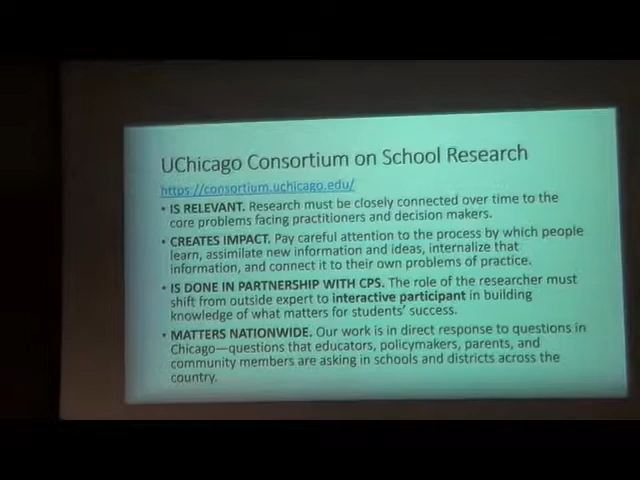 UChicago Consortium on School Research
https://consortium.uchicago.edu/
• IS RELEVANT. Research must be closely connected over time to the
core problems facing practitioners and decision makers.
• CREATES IMPACT. Pay careful attention to the process by which people
learn, assimilate new information and ideas, internalize that
information, and connect it to their own problems of practice.
• IS DONE IN PARTNERSHIP WITH CPS. The role of the researcher must
shift from outside expert to interactive participant in building
knowledge of what matters for students' success.
• MATTERS NATIONWIDE. Our work is in direct response to questions in
Chicago—questions that educators, policymakers, parents, and
community members are asking in schools and districts across the
country.